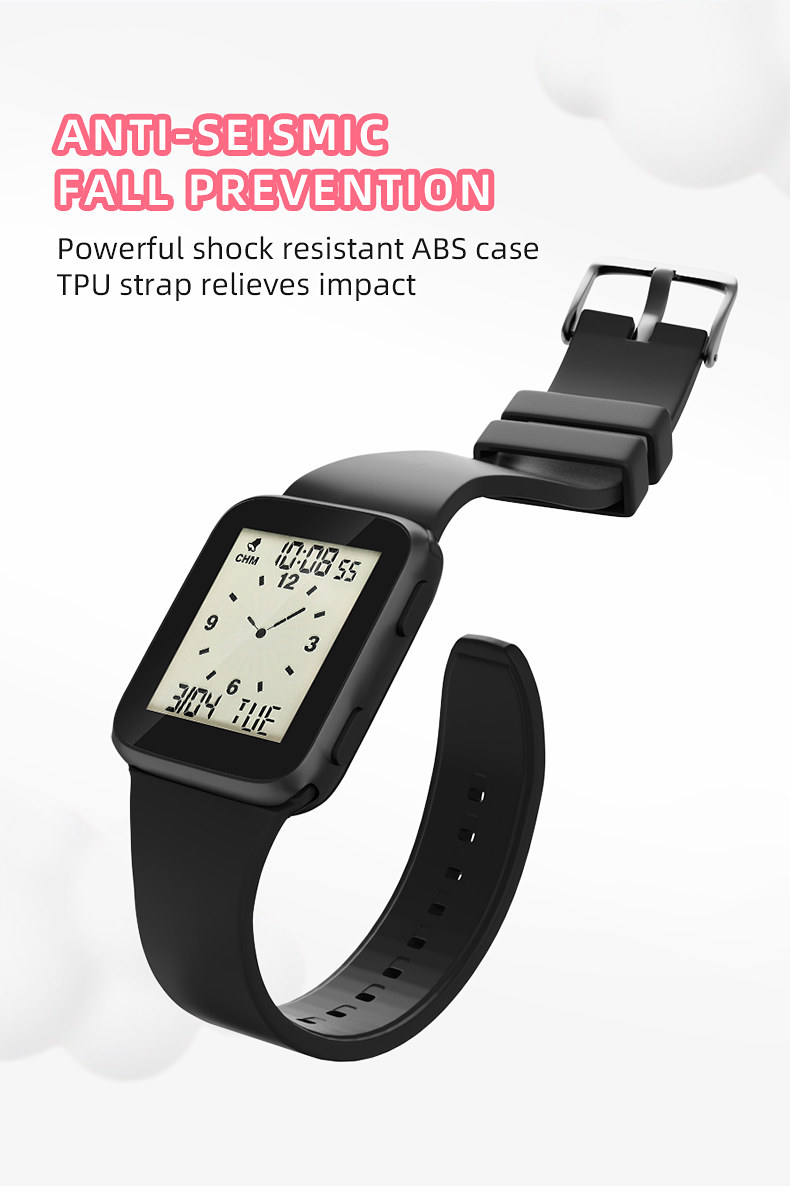 ANTI-SEISMIC
FALL PREVENTION
Powerful shock resistant ABS case
TPU strap relieves impact
CHM 10:08 55
12
9
3
6
3/04 TUE